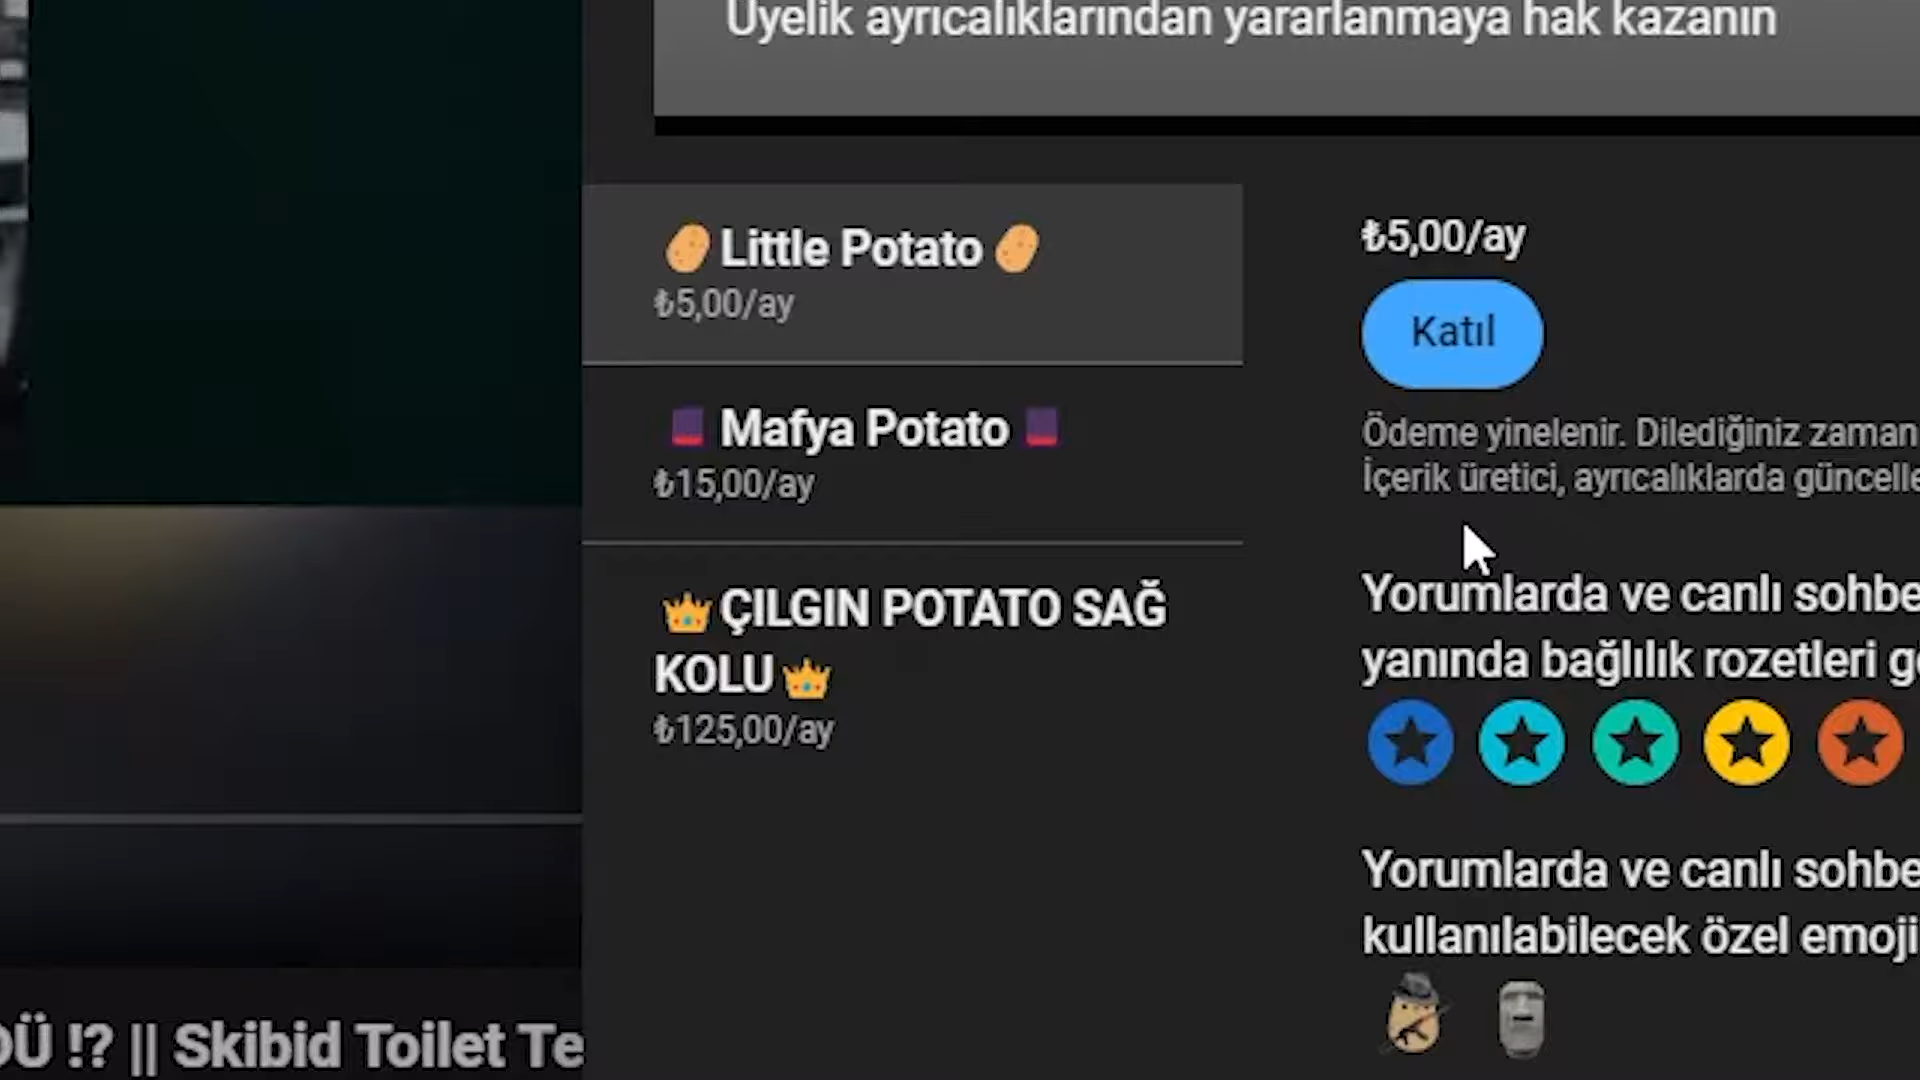 Üyelik ayrıcalıklarından yararlanmaya hak kazanın
🥔 Little Potato 🥔
₺5,00/ay
Mafya Potato
₺15,00/ay
👑 ÇILGIN POTATO SAĞ
KOLU 👑
₺125,00/ay
₺5,00/ay
Katıl
Ödeme yinelenir. Dilediğiniz zaman
İçerik üretici, ayrıcalıklarda güncelle
Yorumlarda ve canlı sohbe
yanında bağlılık rozetleri g
Yorumlarda ve canlı sohbe
kullanılabilecek özel emoji
DÜ !? || Skibid Toilet Te